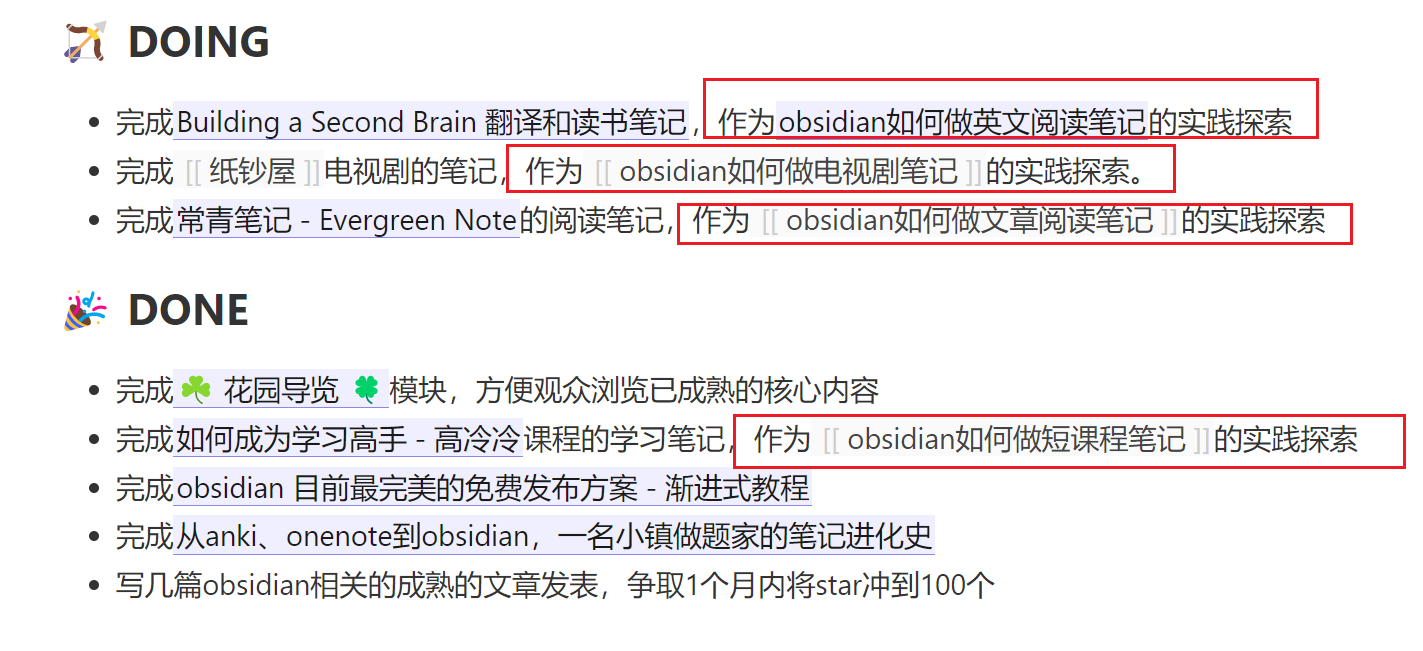 🏹 DOING
• 完成Building a Second Brain 翻译和读书笔记，作为obsidian如何做英文阅读笔记的实践探索
• 完成 [[ 纸钞屋 ]]电视剧的笔记，作为 [[ obsidian如何做电视剧笔记 ]]的实践探索。
• 完成常青笔记 - Evergreen Note的阅读笔记，作为 [[ obsidian如何做文章阅读笔记 ]]的实践探索
🎉 DONE
• 完成☘️ 花园导览 🍀模块，方便观众浏览已成熟的核心内容
• 完成如何成为学习高手 - 高冷冷课程的学习笔记，作为 [[ obsidian如何做短课程笔记 ]]的实践探索
• 完成obsidian 目前最完美的免费发布方案 - 渐进式教程
• 完成从anki、onenote到obsidian，一名小镇做题家的笔记进化史
• 写几篇obsidian相关的成熟的文章发表，争取1个月内将star冲到100个